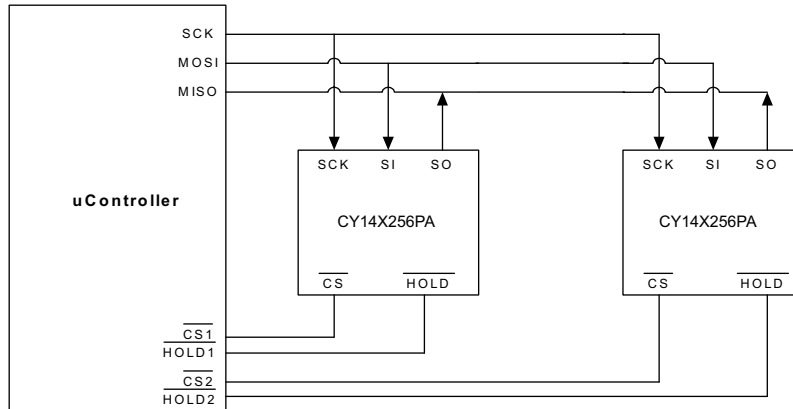 SCK
MOSI
MISO
uController
CS1
HOLD1
CS2
HOLD2
SCK SI SO
CY14X256PA
CS HOLD
SCK SI SO
CY14X256PA
CS HOLD